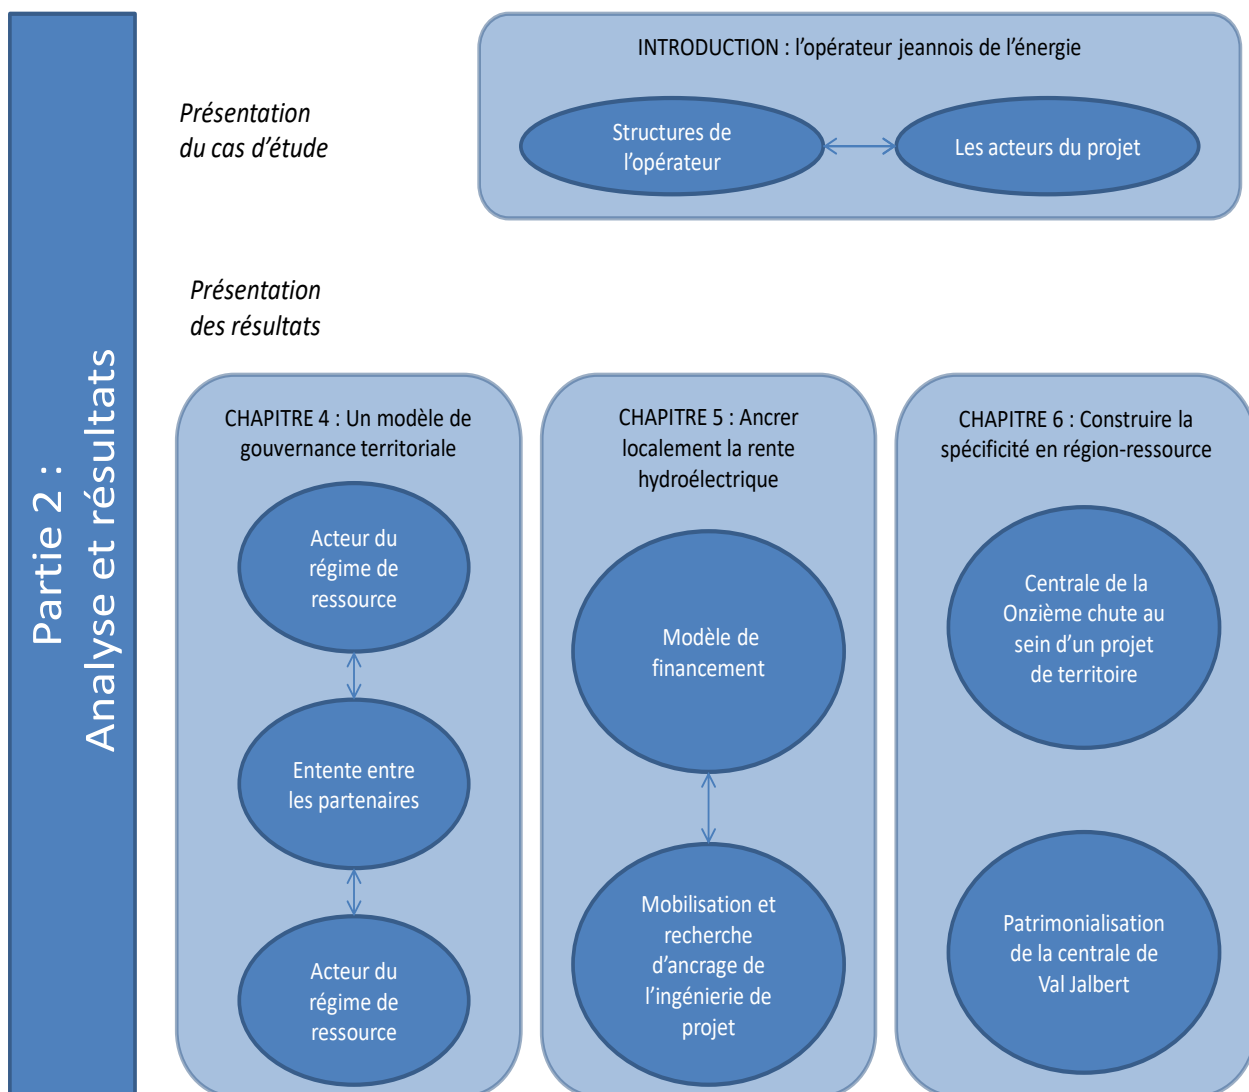 Partie 2 :
Analyse et résultats
Présentation
du cas d'étude
INTRODUCTION : l'opérateur jeannois de l'énergie
Structures de
l'opérateur
Les acteurs du projet
Présentation
des résultats
CHAPITRE 4 : Un modèle de
gouvernance territoriale
Acteur du
régime de
ressource
Entente entre
les partenaires
Acteur du
régime de
ressource
CHAPITRE 5 : Ancrer
localement la rente
hydroélectrique
Modèle de
financement
Mobilisation et
recherche
d'ancrage de
l'ingénierie de
projet
CHAPITRE 6 : Construire la
spécificité en région-ressource
Centrale de la
Onzième chute au
sein d'un projet
de territoire
Patrimonialisation
de la centrale de
Val Jalbert